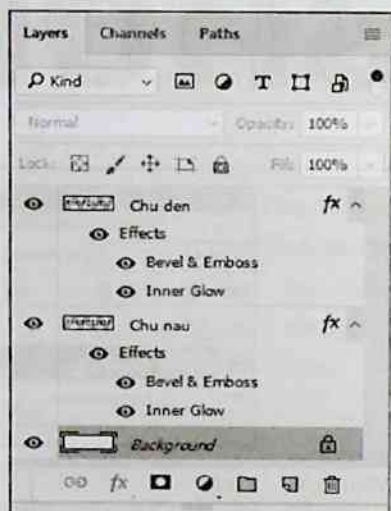 Layers Channels Paths
Kind
Normal Opacity: 100%
Lock: Fill: 100%
Chu den fx
Effects
Bevel & Emboss
Inner Glow
Chu nau fx
Effects
Bevel & Emboss
Inner Glow
Background
fx